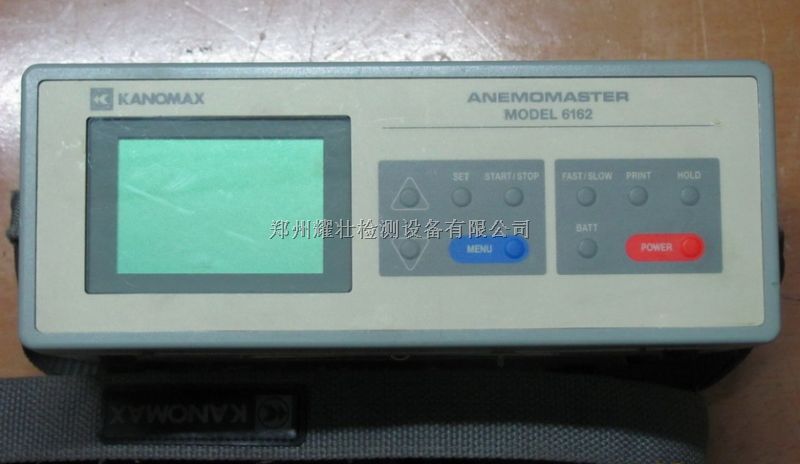 KANOMAX
ANEMOMASTER
MODEL 6162
SET START/STOP
FAST/SLOW PRINT HOLD
郑州耀壮检测设备有限公司
MENU
BATT
POWER
KANOMAX